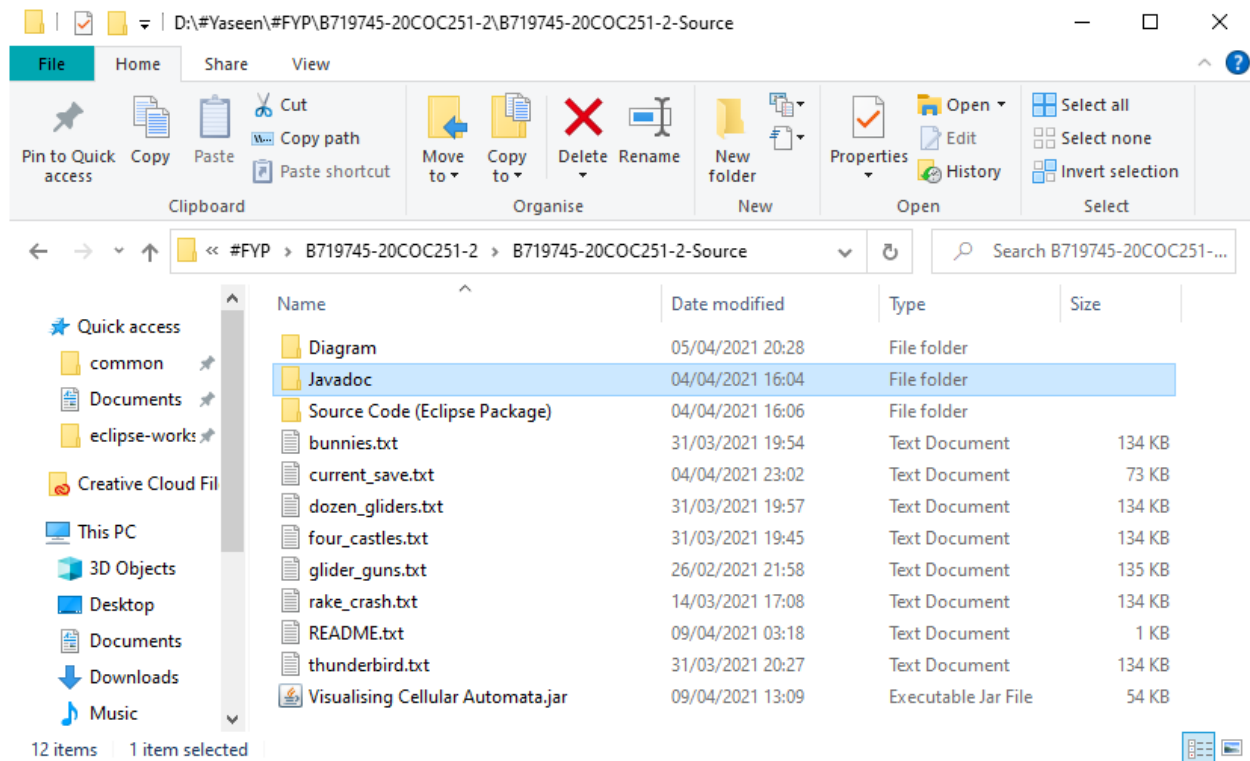 D:\#Yaseen\#FYP\B719745-20COC251-2\B719745-20COC251-2-Source
File Home Share View ?
Pin to Quick access
Copy
Paste
Cut
W... Copy path
Paste shortcut
Clipboard
Move to
Copy to
Delete
Rename
Organise
New folder
New
Properties
Open
Edit
History
Open
Select all
Select none
Invert selection
Select
« #FYP > B719745-20COC251-2 > B719745-20COC251-2-Source
Search B719745-20COC251-...
Quick access
common
Documents
eclipse-works
Creative Cloud Fil
This PC
3D Objects
Desktop
Documents
Downloads
Music
Name Date modified Type Size
Diagram 05/04/2021 20:28 File folder
Javadoc 04/04/2021 16:04 File folder
Source Code (Eclipse Package) 04/04/2021 16:06 File folder
bunnies.txt 31/03/2021 19:54 Text Document 134 KB
current_save.txt 04/04/2021 23:02 Text Document 73 KB
dozen_gliders.txt 31/03/2021 19:57 Text Document 134 KB
four_castles.txt 31/03/2021 19:45 Text Document 134 KB
glider_guns.txt 26/02/2021 21:58 Text Document 135 KB
rake_crash.txt 14/03/2021 17:08 Text Document 134 KB
README.txt 09/04/2021 03:18 Text Document 1 KB
thunderbird.txt 31/03/2021 20:27 Text Document 134 KB
Visualising Cellular Automata.jar 09/04/2021 13:09 Executable Jar File 54 KB
12 items 1 item selected